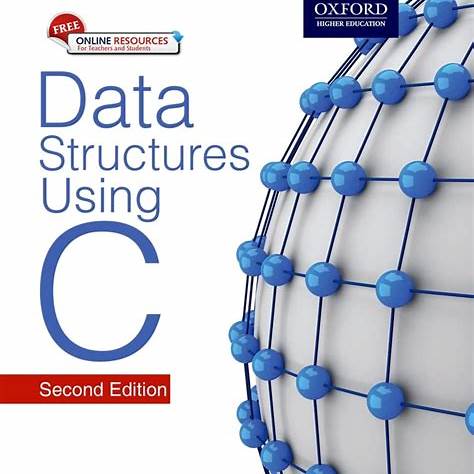 FREE
ONLINE RESOURCES
For Teachers and Students
OXFORD
HIGHER EDUCATION
Data
Structures
Using
C
Second Edition